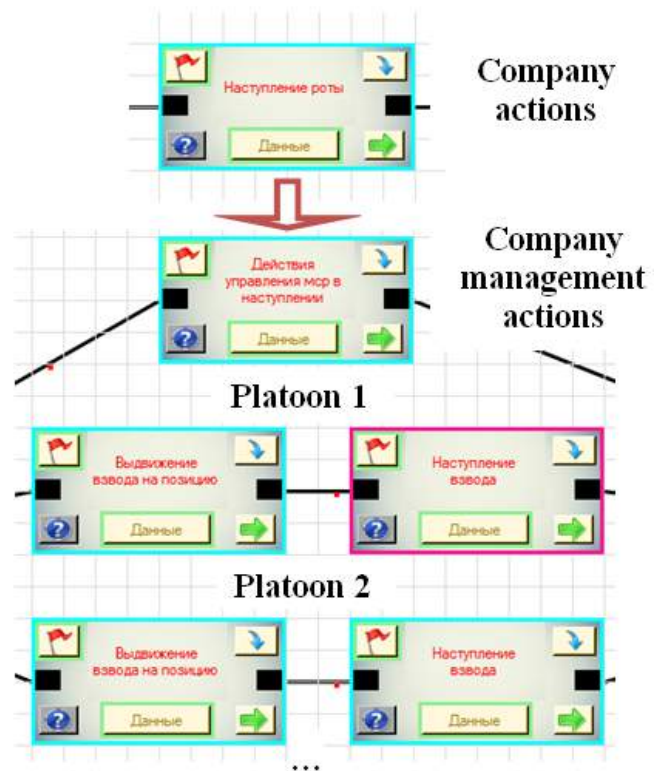 Наступление роты
Данные
Company
actions
Действия
управления мср в
наступлении
Данные
Company
management
actions
Platoon 1
Выдвижение
взвода на позицию
Данные
Наступление
взвода
Данные
Platoon 2
Выдвижение
взвода на позицию
Данные
Наступление
взвода
Данные
...